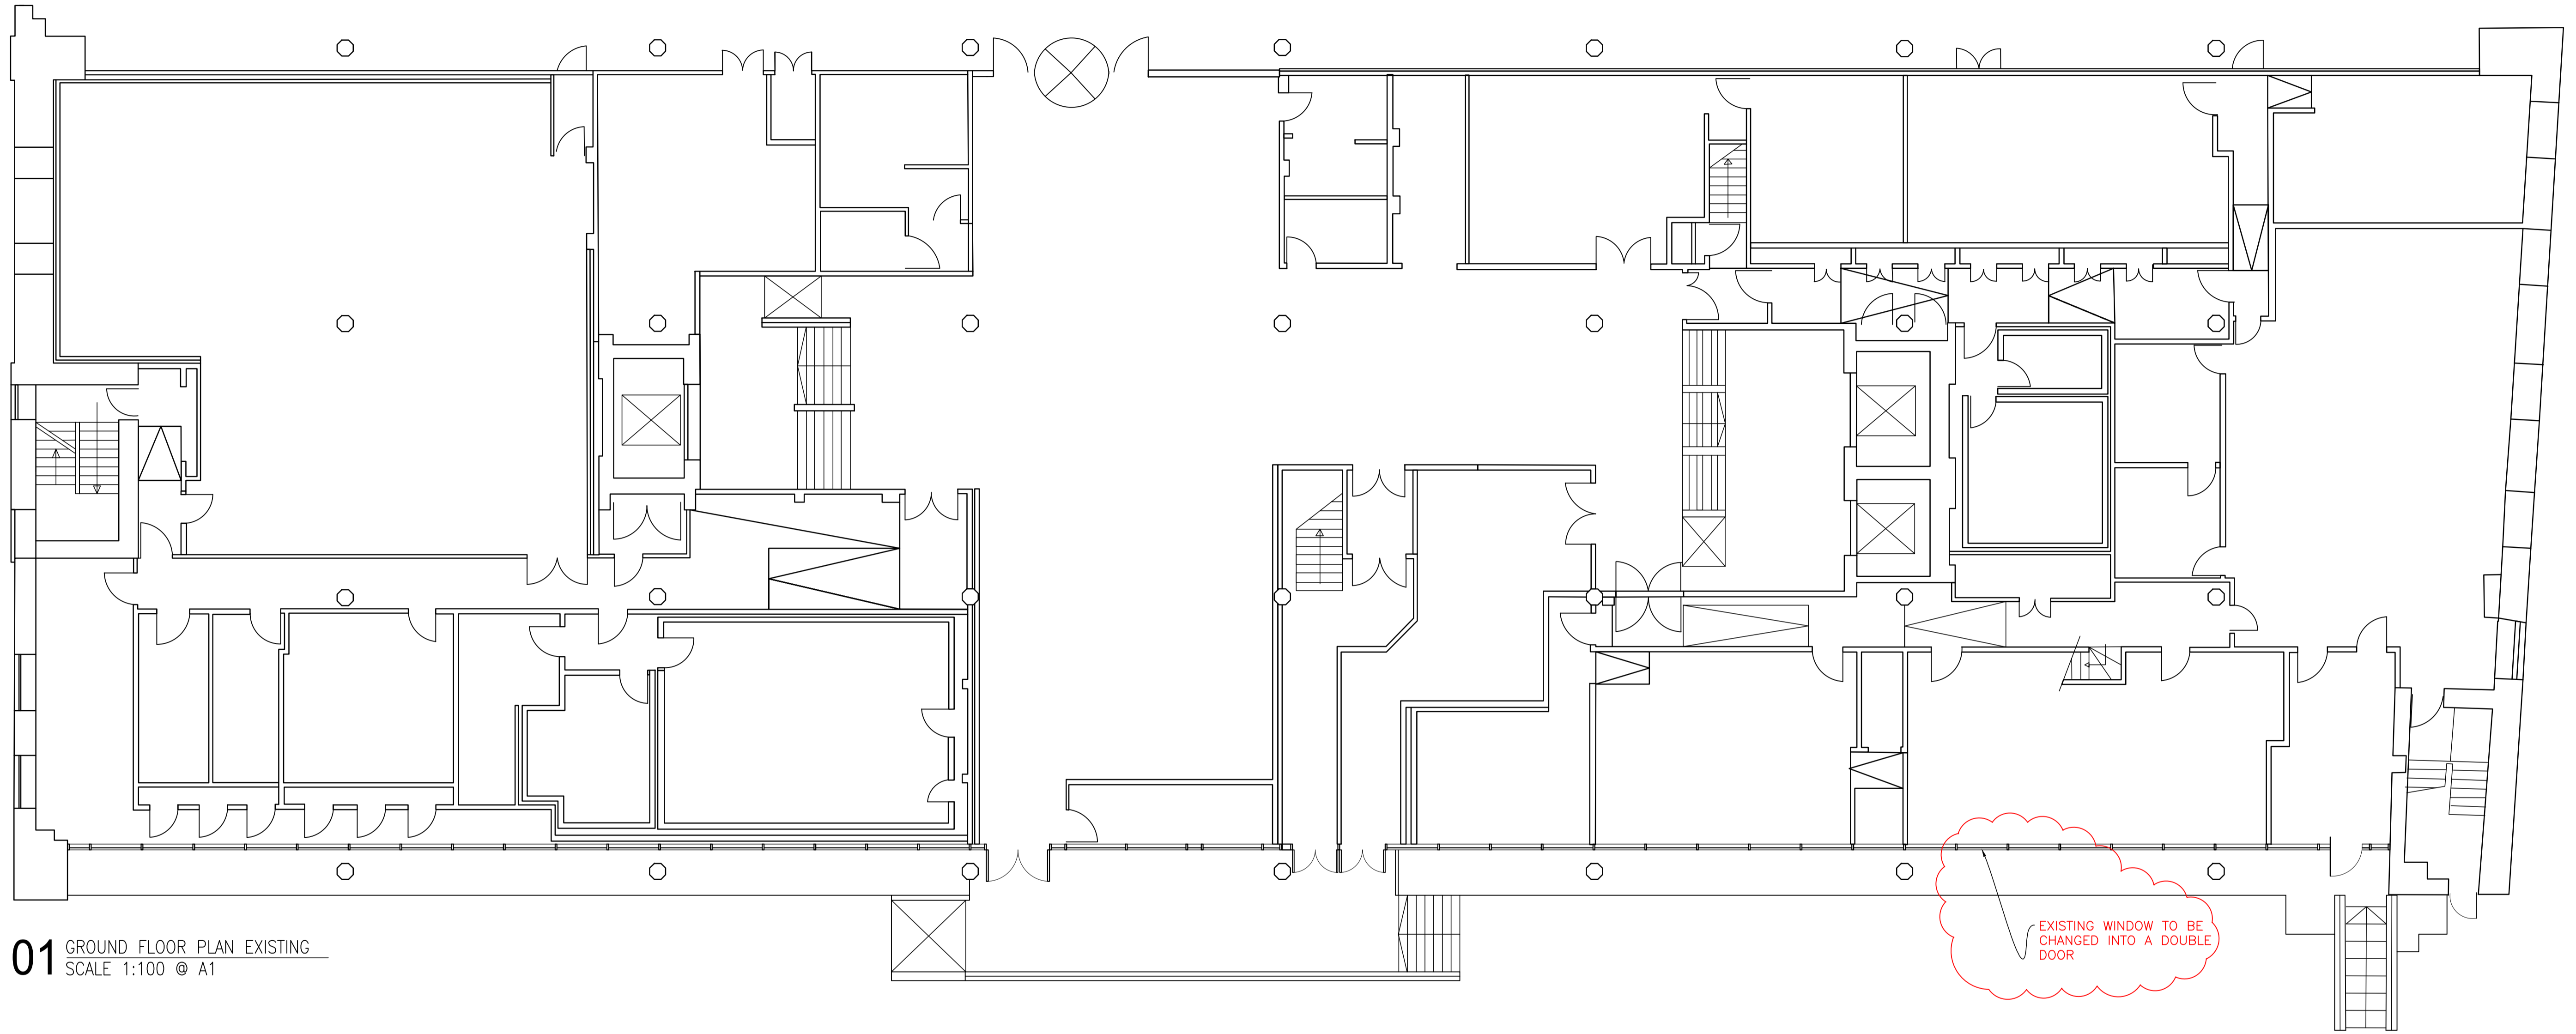 EXISTING WINDOW TO BE
CHANGED INTO A DOUBLE
DOOR
01 GROUND FLOOR PLAN EXISTING
SCALE 1:100 @ A1